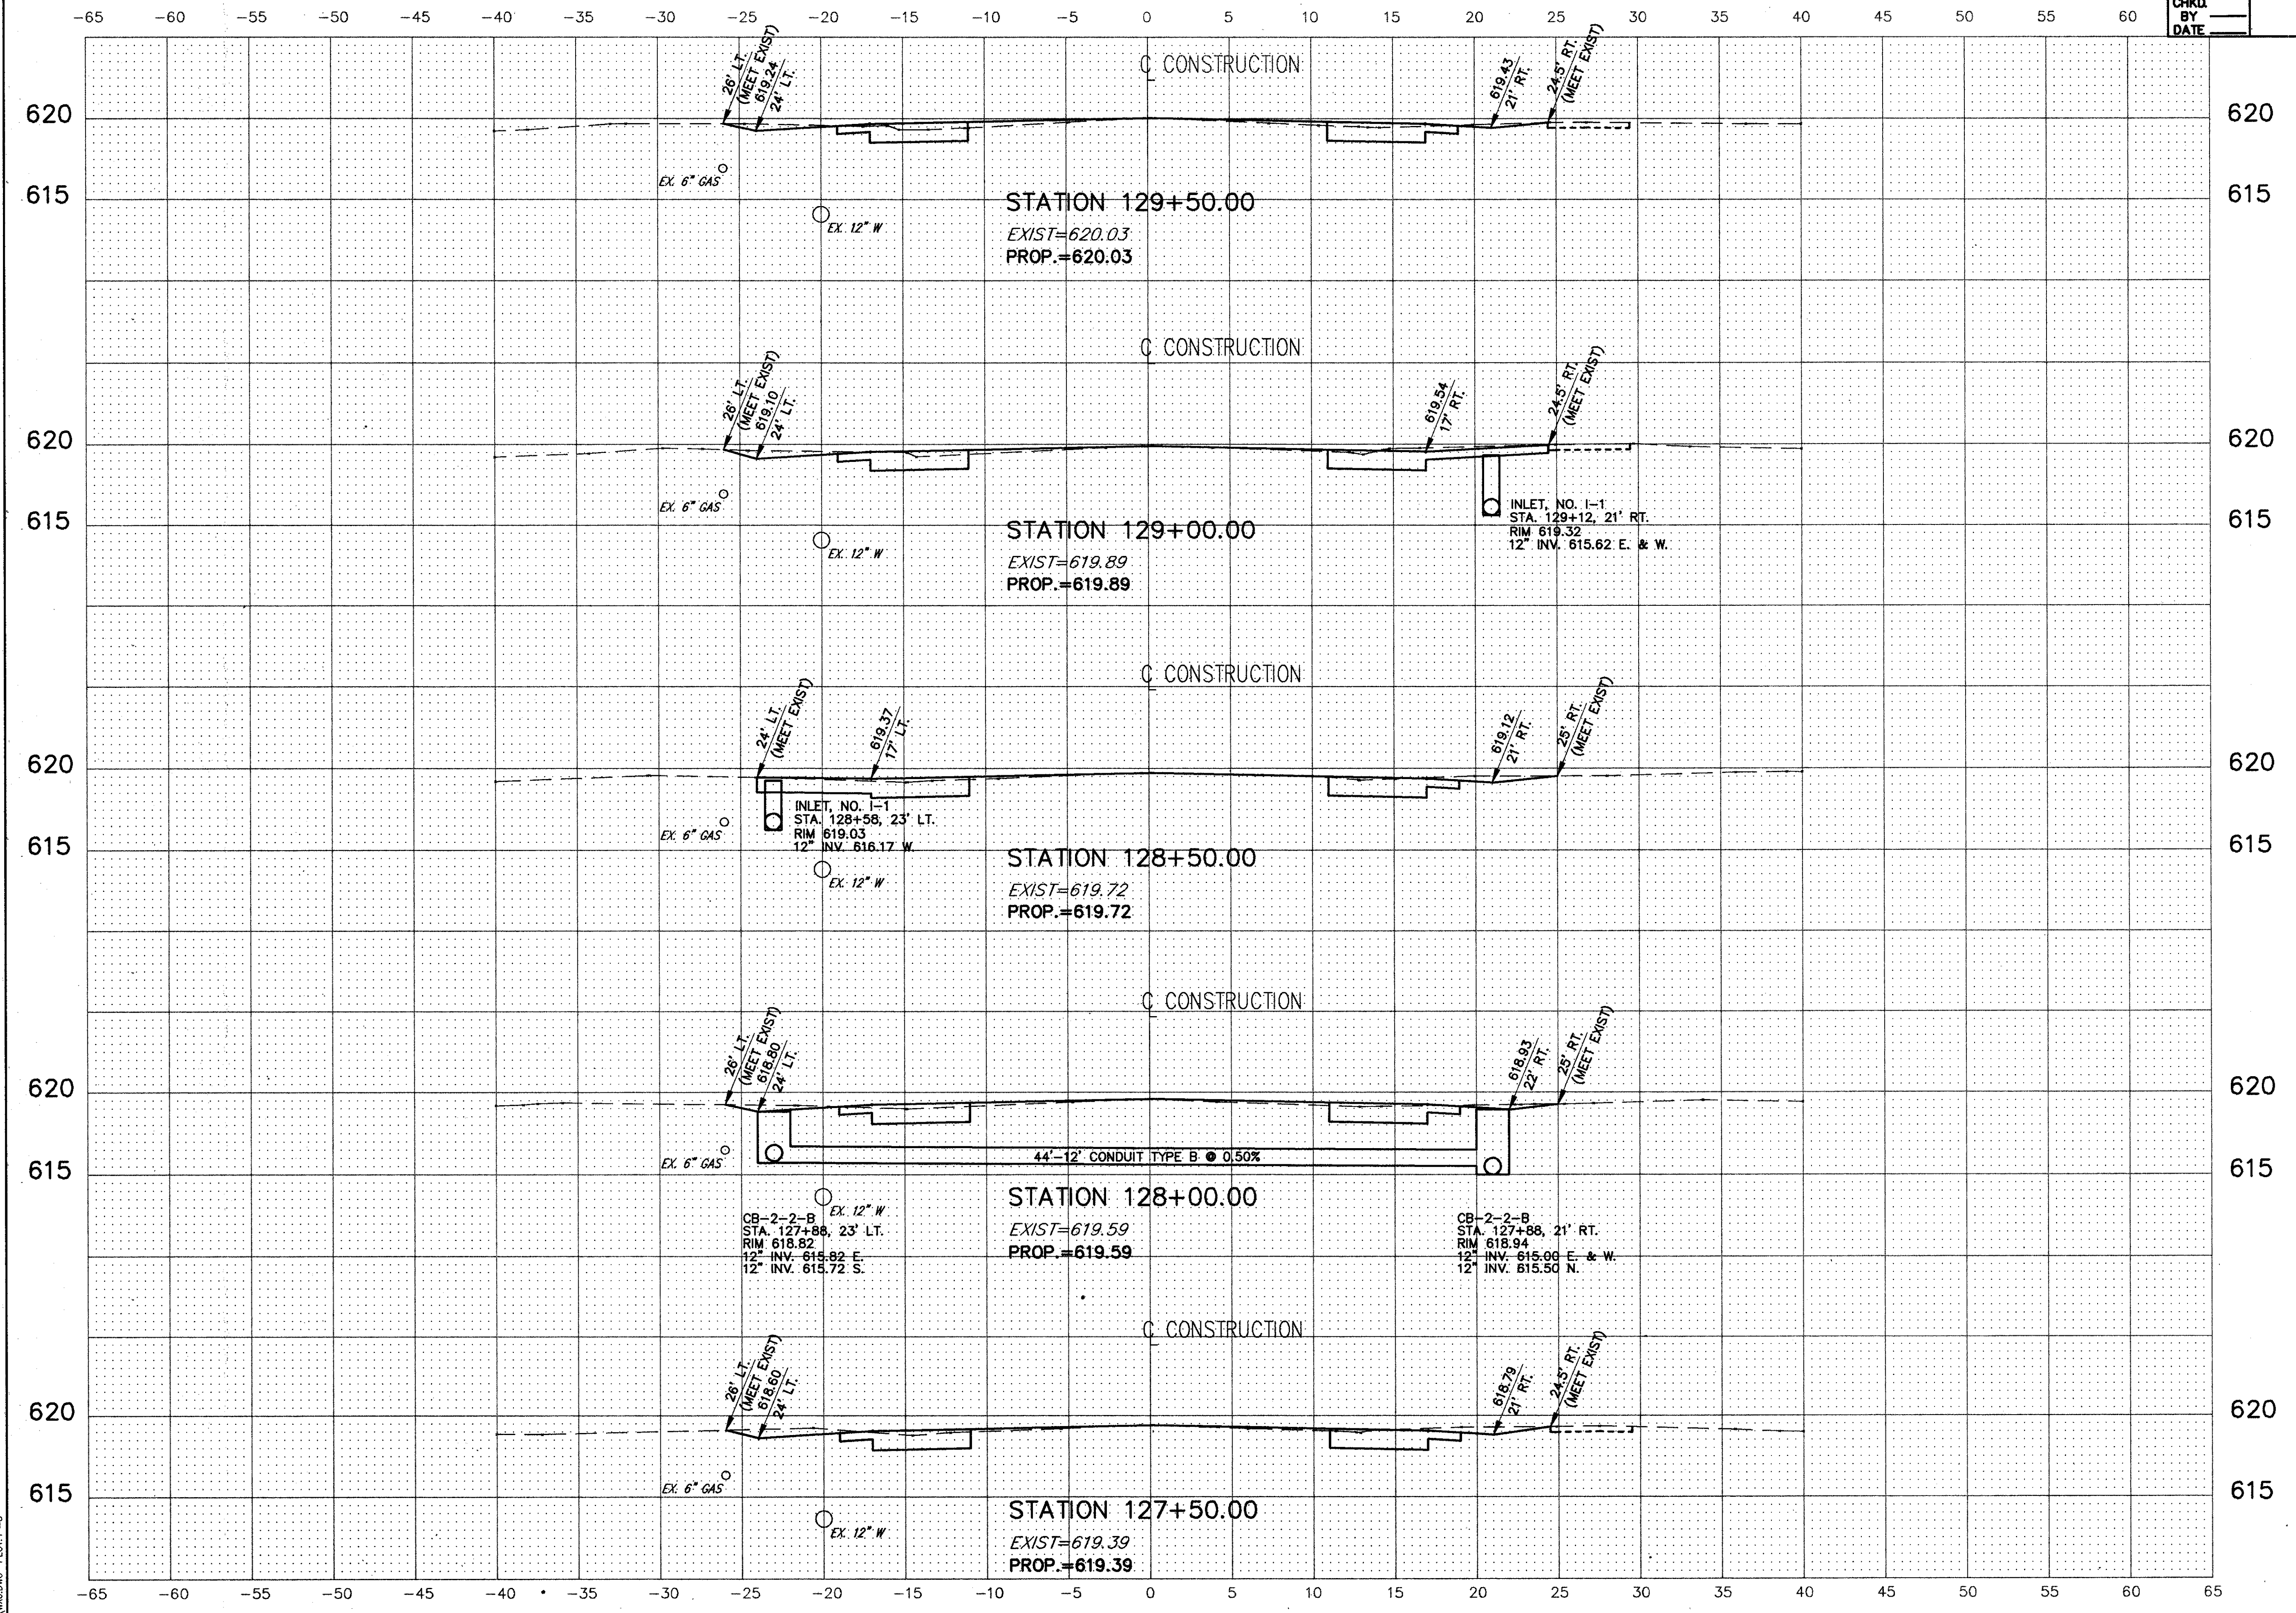 -65 -60 -55 -50 -45 -40 -35 -30 -25 -20 -15 -10 -5 0 5 10 15 20 25 30 35 40 45 50 55 60
CHKD.
BY
DATE
℄ CONSTRUCTION
26' LT.
(MEET EXIST)
619.24
24' LT.
619.43
21' RT.
24.5' RT.
(MEET EXIST)
620 620
EX. 6" GAS
615 615
STATION 129+50.00
EX. 12" W
EXIST=620.03
PROP.=620.03
℄ CONSTRUCTION
26' LT.
(MEET EXIST)
619.10
24' LT.
619.54
17' RT.
24.5' RT.
(MEET EXIST)
620 620
EX. 6" GAS
INLET, NO. I-1
STA. 129+12, 21' RT.
RIM 619.32
12" INV. 615.62 E. & W.
615 615
STATION 129+00.00
EX. 12" W
EXIST=619.89
PROP.=619.89
℄ CONSTRUCTION
24' LT.
(MEET EXIST)
619.37
17' LT.
619.12
21' RT.
25' RT.
(MEET EXIST)
620 620
INLET, NO. I-1
STA. 128+58, 23' LT.
RIM 619.03
12" INV. 616.17 W.
EX. 6" GAS
615 615
STATION 128+50.00
EX. 12" W
EXIST=619.72
PROP.=619.72
℄ CONSTRUCTION
26' LT.
(MEET EXIST)
618.80
24' LT.
618.93
22' RT.
25' RT.
(MEET EXIST)
620 620
44'-12' CONDUIT TYPE B @ 0.50%
EX. 6" GAS
615 615
STATION 128+00.00
EX. 12" W
CB-2-2-B
STA. 127+88, 23' LT.
RIM 618.82
12" INV. 615.82 E.
12" INV. 615.72 S.
EXIST=619.59
PROP.=619.59
CB-2-2-B
STA. 127+88, 21' RT.
RIM 618.94
12" INV. 615.00 E. & W.
12" INV. 615.50 N.
℄ CONSTRUCTION
26' LT.
(MEET EXIST)
618.60
24' LT.
618.79
21' RT.
24.5' RT.
(MEET EXIST)
620 620
EX. 6" GAS
615 615
STATION 127+50.00
EX. 12" W
EXIST=619.39
PROP.=619.39
-65 -60 -55 -50 -45 -40 -35 -30 -25 -20 -15 -10 -5 0 5 10 15 20 25 30 35 40 45 50 55 60 65